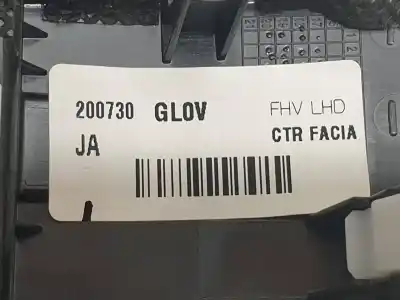 200730 GLOV FHV LHD
JA CTR FACIA